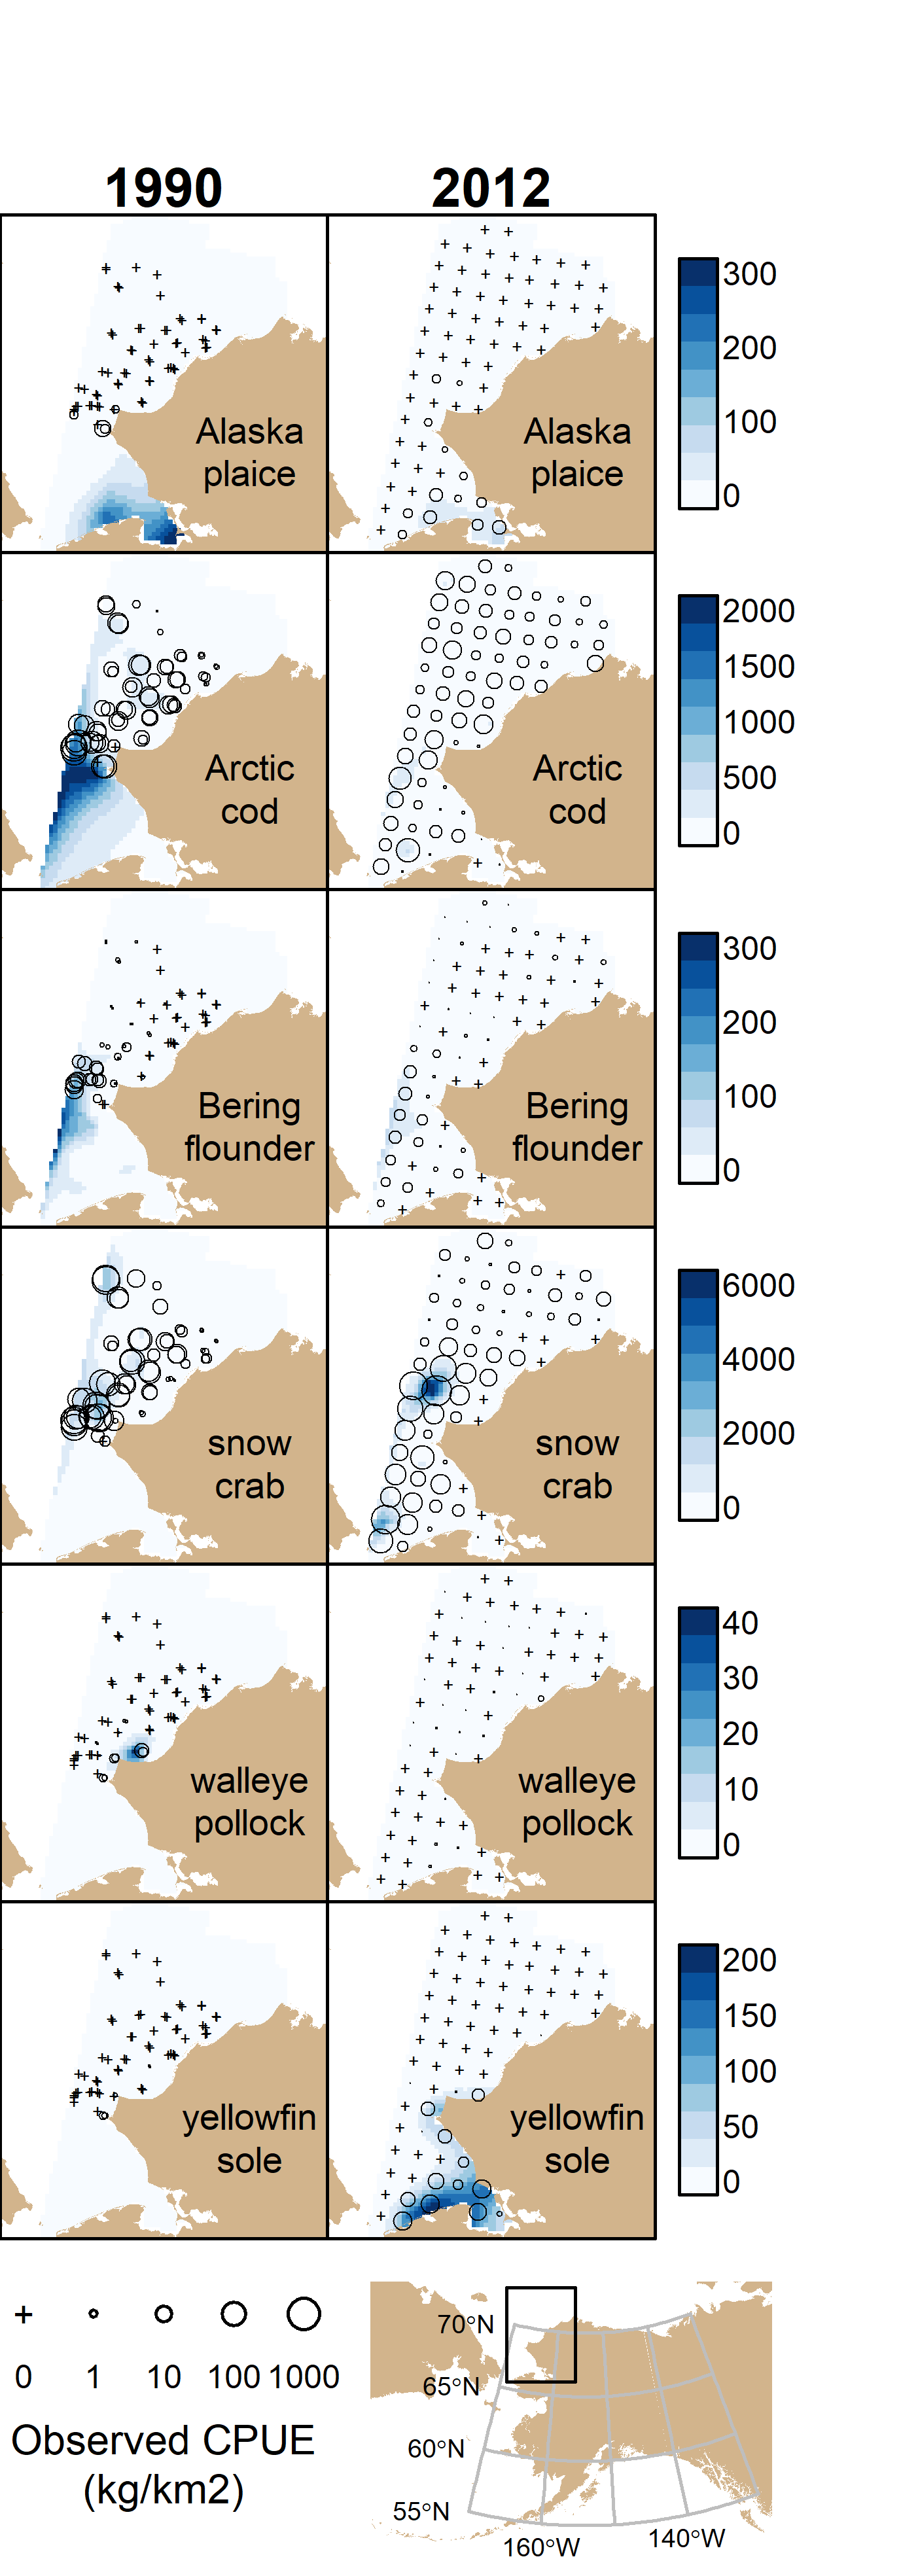 1990 2012
Alaska
plaice
Alaska
plaice
300
200
100
0
Arctic
cod
Arctic
cod
2000
1500
1000
500
0
Bering
flounder
Bering
flounder
300
200
100
0
snow
crab
snow
crab
6000
4000
2000
0
walleye
pollock
walleye
pollock
40
30
20
10
0
yellowfin
sole
yellowfin
sole
200
150
100
50
0
0 1 10 100 1000
Observed CPUE
(kg/km2)
70°N
65°N
60°N
55°N
160°W
140°W